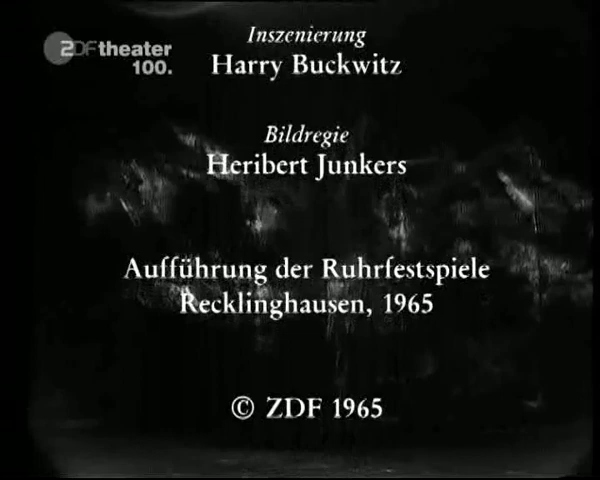 ZDFtheater
100.
Inszenierung
Harry Buckwitz
Bildregie
Heribert Junkers
Aufführung der Ruhrfestspiele
Recklinghausen, 1965
© ZDF 1965